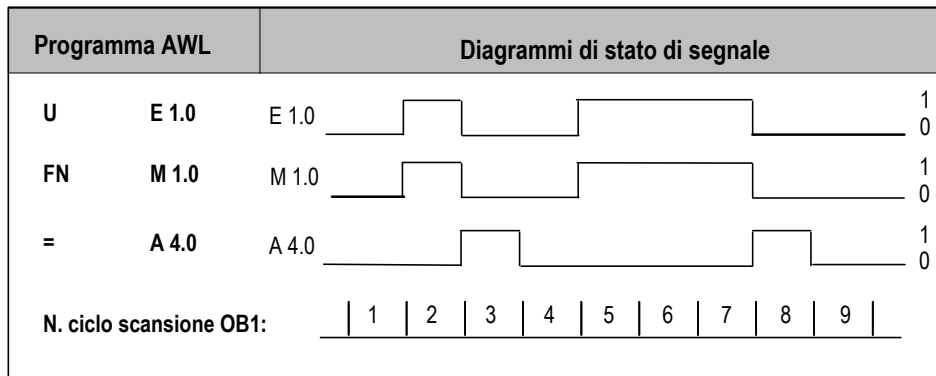 Programma AWL Diagrammi di stato di segnale
U E 1.0 E 1.0 1
0
FN M 1.0 M 1.0 1
0
= A 4.0 A 4.0 1
0
N. ciclo scansione OB1: 1 2 3 4 5 6 7 8 9